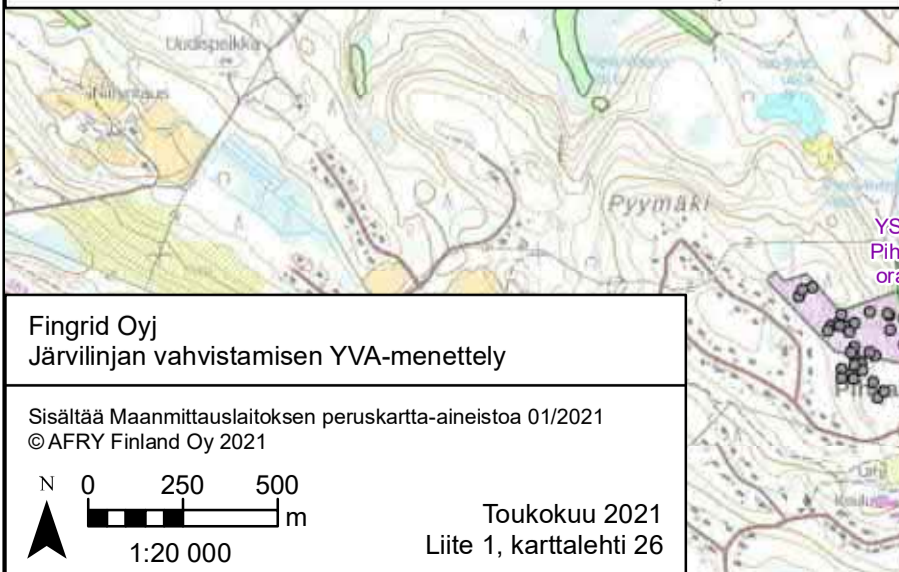 Uudispelkka
Pyymäki
YS
Pih
ora
Fingrid Oyj
Järvilinjan vahvistamisen YVA-menettely
Sisältää Maanmittauslaitoksen peruskartta-aineistoa 01/2021
© AFRY Finland Oy 2021
N 0 250 500
m
1:20 000
Toukokuu 2021
Liite 1, karttalehti 26